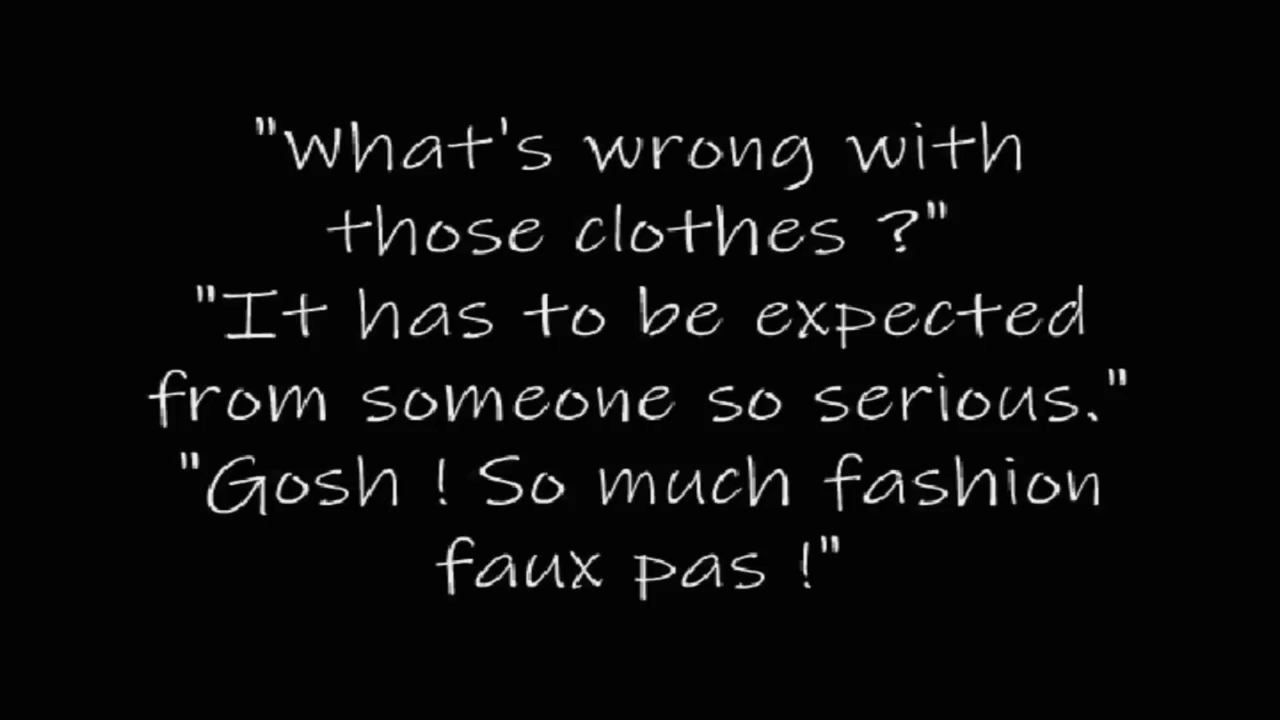 "What's wrong with
those clothes ?"
"It has to be expected
from someone so serious."
"Gosh ! So much fashion
faux pas !"